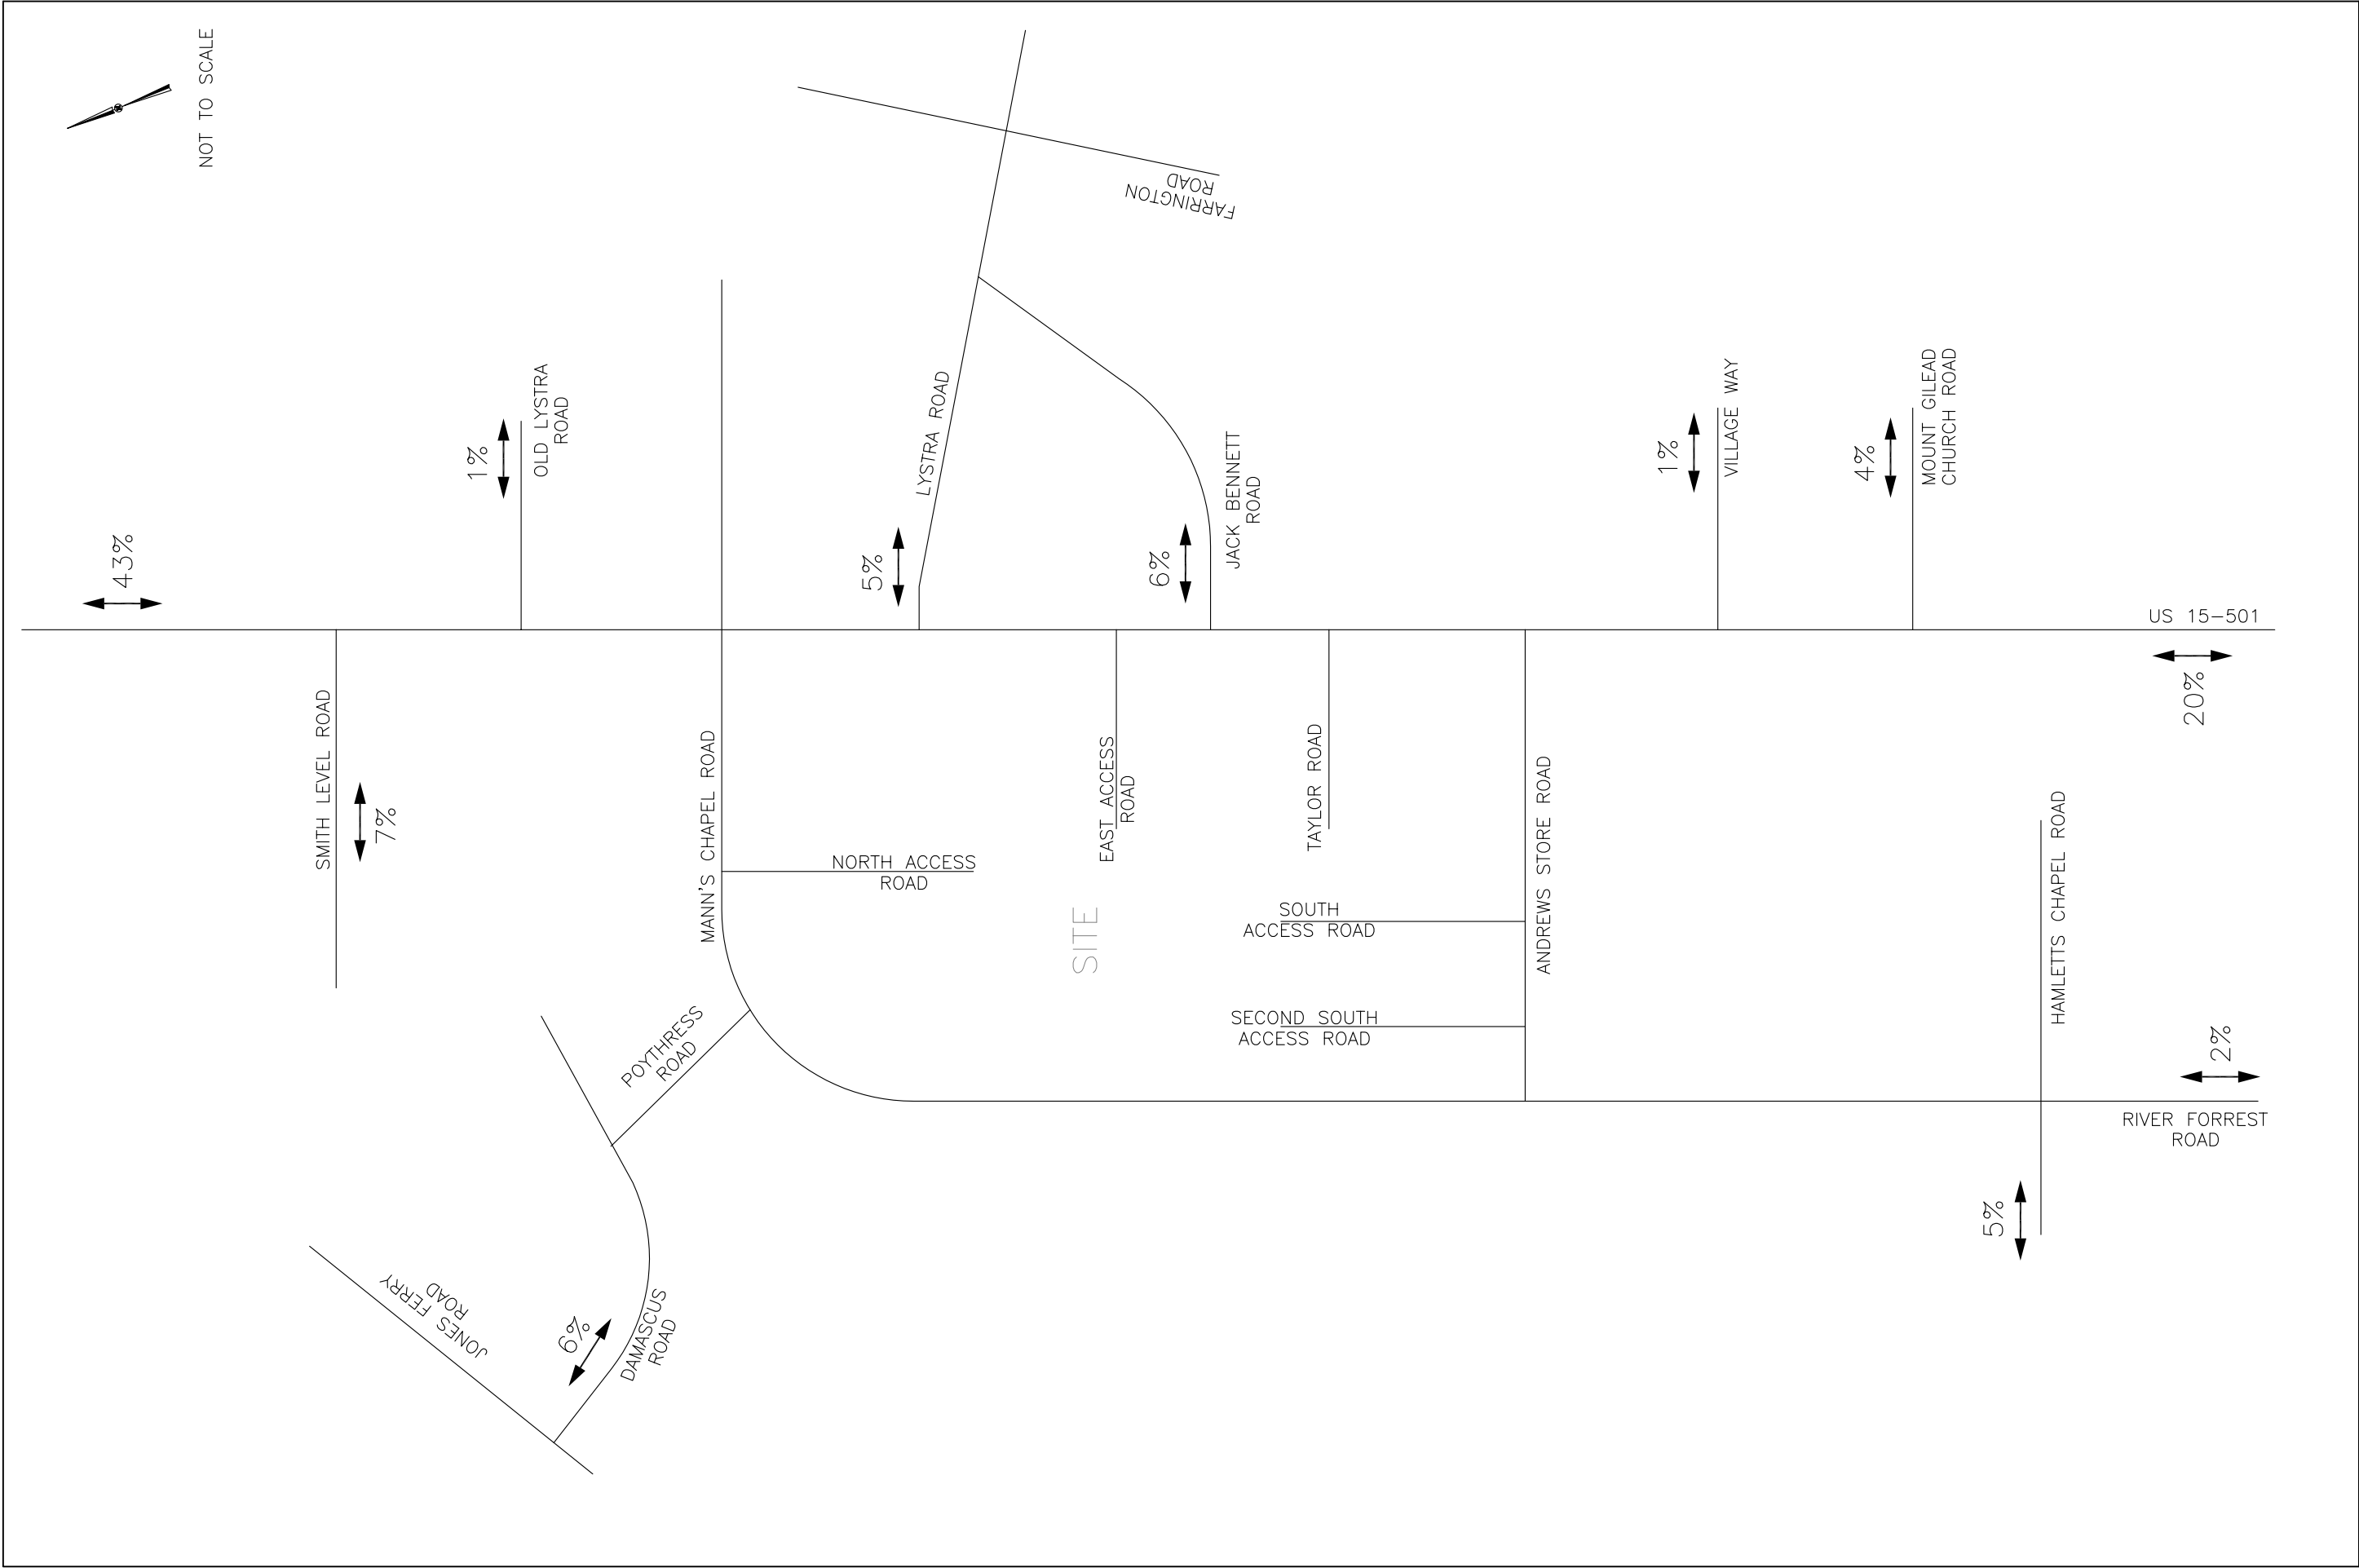 NOT TO SCALE
FARRINGTON
ROAD
1%
OLD LYSTRA
ROAD
43%
LYSTRA ROAD
5%
6%
JACK BENNETT
ROAD
1%
VILLAGE WAY
4%
MOUNT GILEAD
CHURCH ROAD
US 15-501
20%
SMITH LEVEL ROAD
7%
MANN'S CHAPEL ROAD
NORTH ACCESS
ROAD
EAST ACCESS
ROAD
TAYLOR ROAD
SITE
SOUTH
ACCESS ROAD
ANDREWS STORE ROAD
SECOND SOUTH
ACCESS ROAD
HAMLETTS CHAPEL ROAD
2%
RIVER FORREST
ROAD
5%
POYTHRESS
ROAD
JONES FERRY
ROAD
6%
DAMASCUS
ROAD